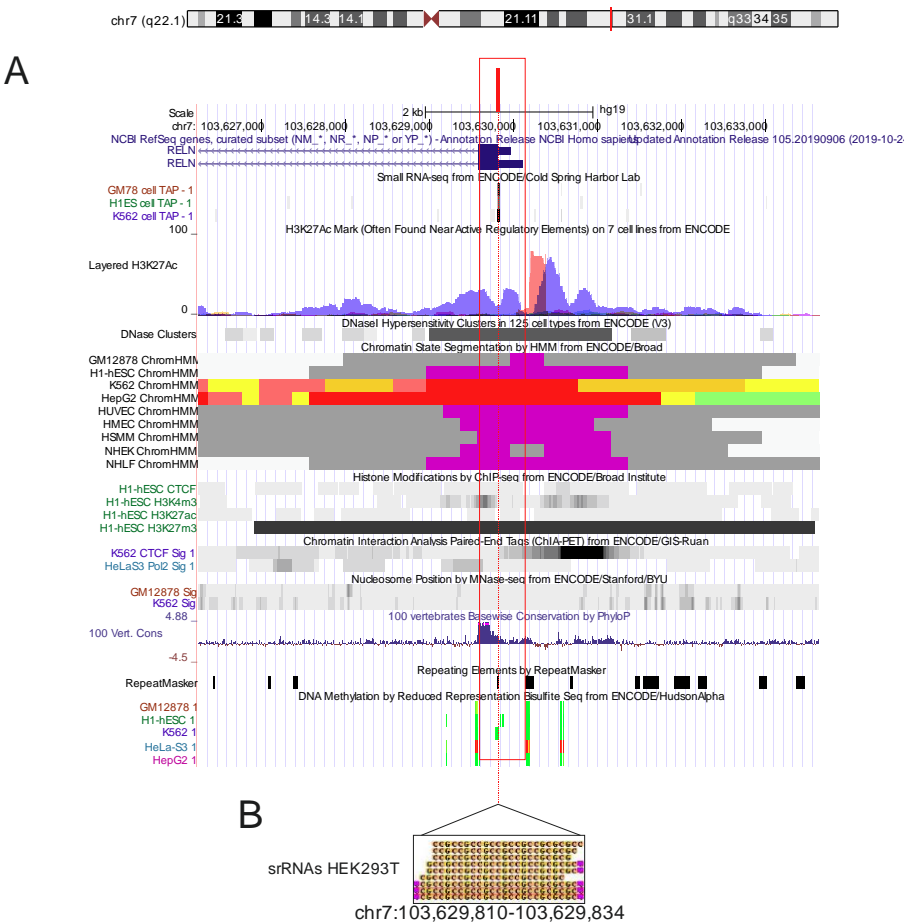 chr7 (q22.1) 21.3 14.3 14.1 21.11 31.1 q33 34 35
A
Scale 2 kb hg19
chr7: 103,627,000 103,628,000 103,629,000 103,630,000 103,631,000 103,632,000 103,633,000
NCBI RefSeq genes, curated subset (NM_*, NR_*, NP_* or YP_*) - Annotation Release NCBI Homo sapiens Updated Annotation Release 105.20190906 (2019-10-24
RELN
RELN
Small RNA-seq from ENCODE/Cold Spring Harbor Lab
GM78 cell TAP - 1
H1ES cell TAP - 1
K562 cell TAP - 1
H3K27Ac Mark (Often Found Near Active Regulatory Elements) on 7 cell lines from ENCODE
100
Layered H3K27Ac
0
DNaseI Hypersensitivity Clusters in 125 cell types from ENCODE (V3)
DNase Clusters
Chromatin State Segmentation by HMM from ENCODE/Broad
GM12878 ChromHMM
H1-hESC ChromHMM
K562 ChromHMM
HepG2 ChromHMM
HUVEC ChromHMM
HMEC ChromHMM
HSMM ChromHMM
NHEK ChromHMM
NHLF ChromHMM
Histone Modifications by ChIP-seq from ENCODE/Broad Institute
H1-hESC CTCF
H1-hESC H3K4m3
H1-hESC H3K27ac
H1-hESC H3K27m3
Chromatin Interaction Analysis Paired-End Tags (ChIA-PET) from ENCODE/GIS-Ruan
K562 CTCF Sig 1
HeLaS3 Pol2 Sig 1
Nucleosome Position by MNase-seq from ENCODE/Stanford/BYU
GM12878 Sig
K562 Sig
4.88
100 vertebrates Basewise Conservation by PhyloP
100 Vert. Cons
-4.5
Repeating Elements by RepeatMasker
RepeatMasker
DNA Methylation by Reduced Representation Bisulfite Seq from ENCODE/HudsonAlpha
GM12878 1
H1-hESC 1
K562 1
HeLa-S3 1
HepG2 1
B
srRNAs HEK293T
chr7:103,629,810-103,629,834